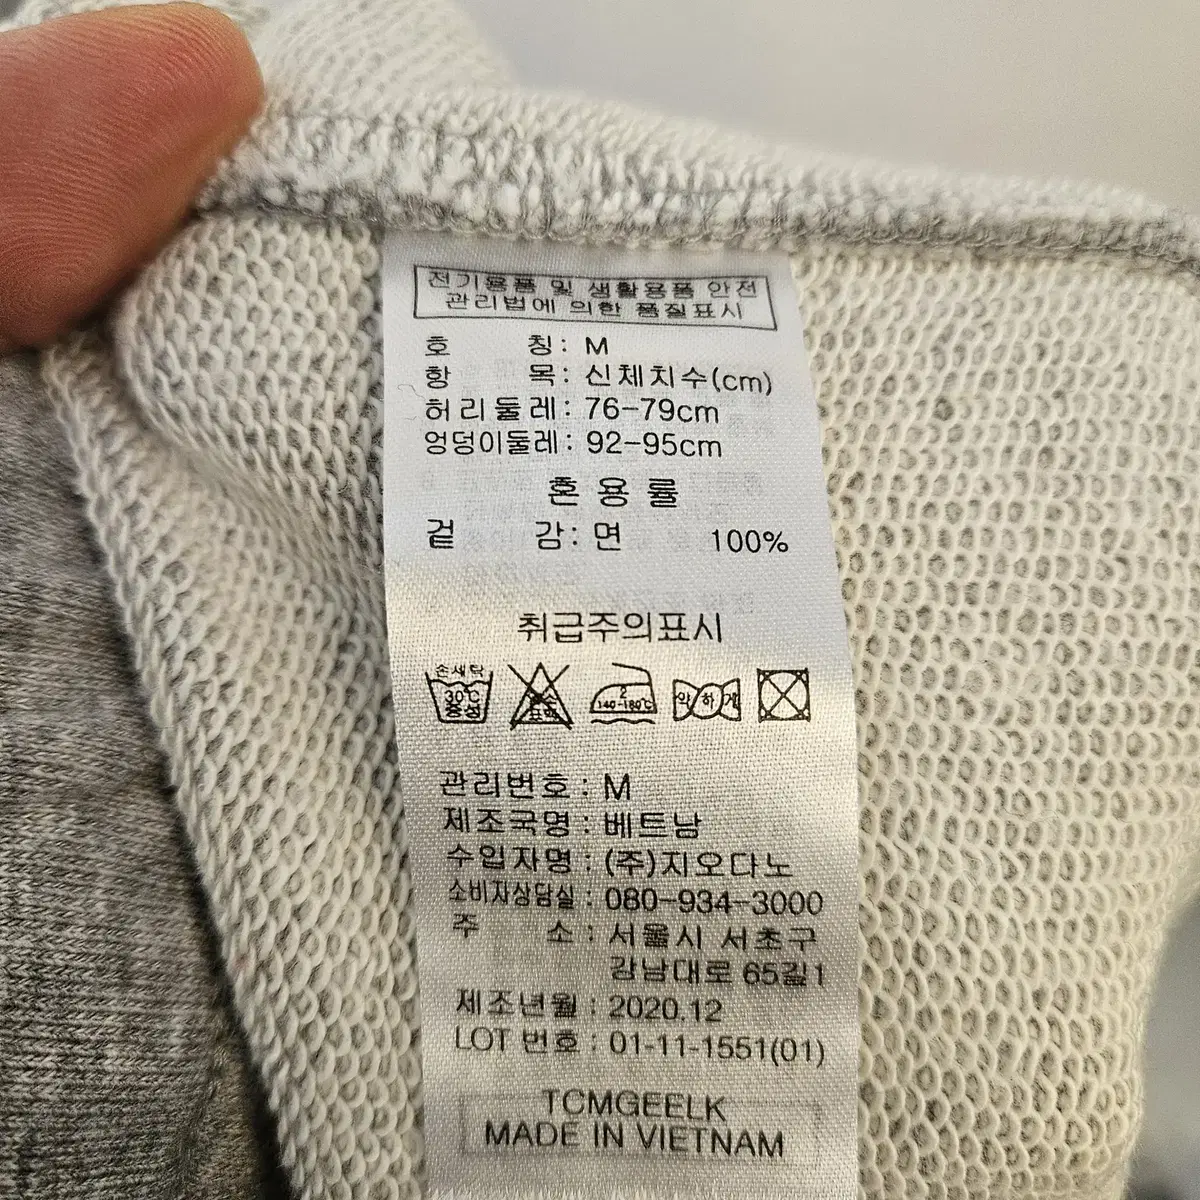 전기용품 및 생활용품 안전
관리법에 의한 품질표시
호 칭: M
항 목: 신체치수(cm)
허리둘레: 76-79cm
엉덩이둘레: 92-95cm
혼용률
겉 감: 면 100%
취급주의표시
손세탁
30℃
중성
염소
표백
2
140-160℃
약하게
관리번호: M
제조국명: 베트남
수입자명: (주)지오다노
소비자상담실: 080-934-3000
주 소: 서울시 서초구
강남대로 65길1
제조년월: 2020.12
LOT 번호: 01-11-1551(01)
TCMGEELK
MADE IN VIETNAM